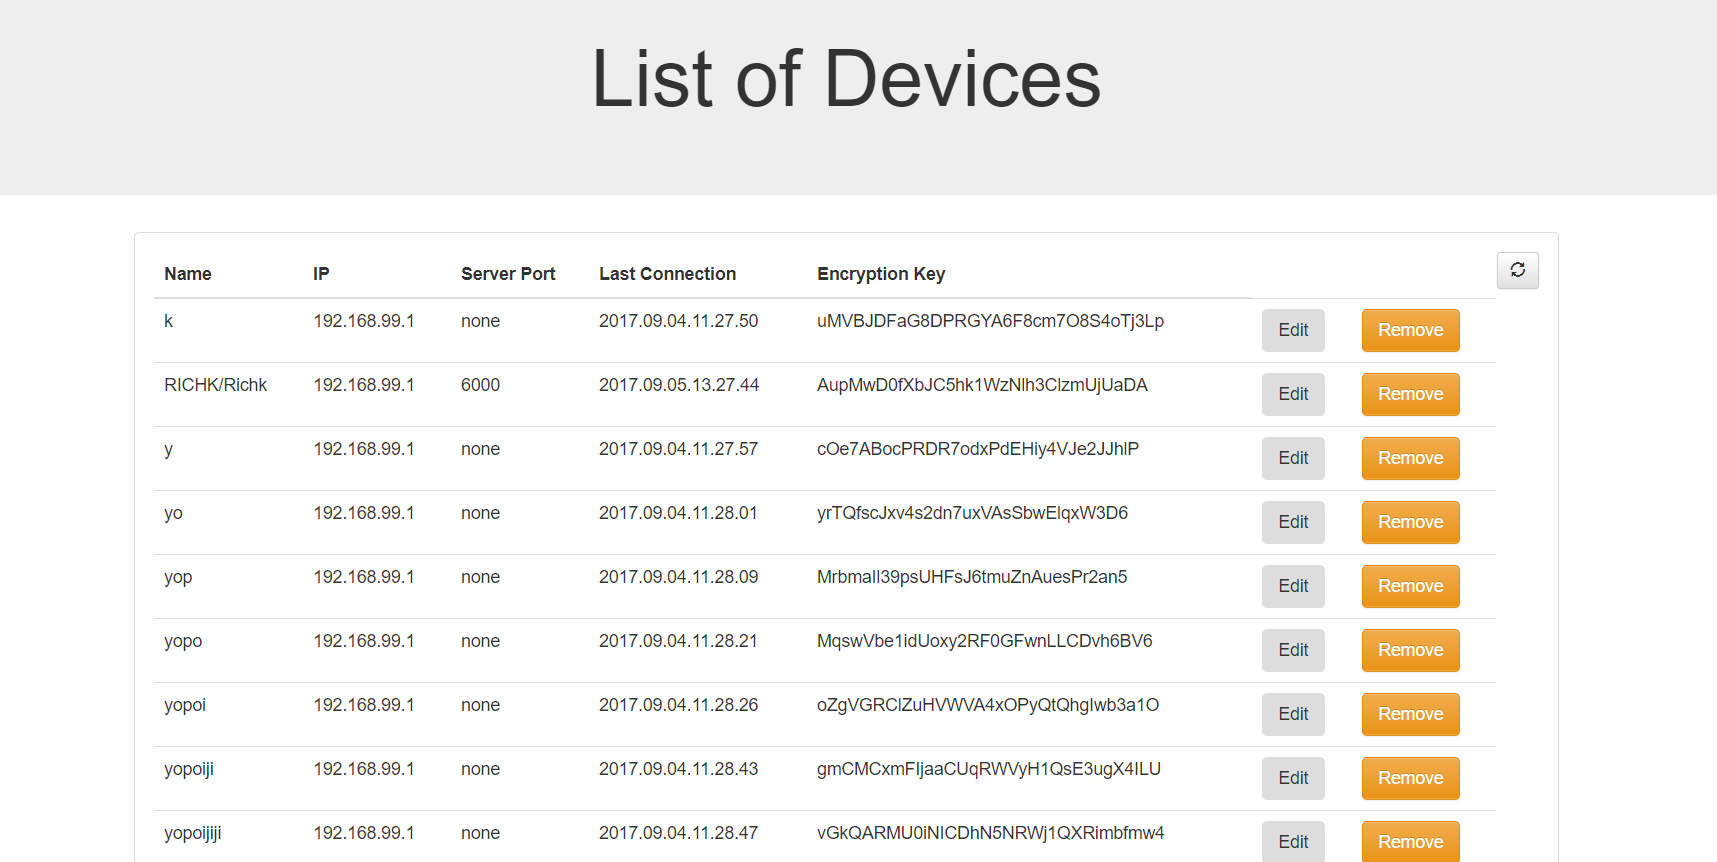 List of Devices
Name IP Server Port Last Connection Encryption Key
k 192.168.99.1 none 2017.09.04.11.27.50 uMVBJDFaG8DPRGYA6F8cm7O8S4oTj3Lp Edit Remove
RICHK/Richk 192.168.99.1 6000 2017.09.05.13.27.44 AupMwD0fXbJC5hk1WzNlh3ClzmUjUaDA Edit Remove
y 192.168.99.1 none 2017.09.04.11.27.57 cOe7ABocPRDR7odxPdEHiy4VJe2JJhlP Edit Remove
yo 192.168.99.1 none 2017.09.04.11.28.01 yrTQfscJxv4s2dn7uxVAsSbwElqxW3D6 Edit Remove
yop 192.168.99.1 none 2017.09.04.11.28.09 Mrbmall39psUHFsJ6tmuZnAuesPr2an5 Edit Remove
yopo 192.168.99.1 none 2017.09.04.11.28.21 MqswVbe1idUoxy2RF0GFwnLLCDvh6BV6 Edit Remove
yopoi 192.168.99.1 none 2017.09.04.11.28.26 oZgVGRClZuHVWVA4xOPyQtQhglwb3a1O Edit Remove
yopoiji 192.168.99.1 none 2017.09.04.11.28.43 gmCMCxmFljaaCUqRWVyH1QsE3ugX4ILU Edit Remove
yopoijiji 192.168.99.1 none 2017.09.04.11.28.47 vGkQARMU0iNICDhN5NRWj1QXRimbfmw4 Edit Remove